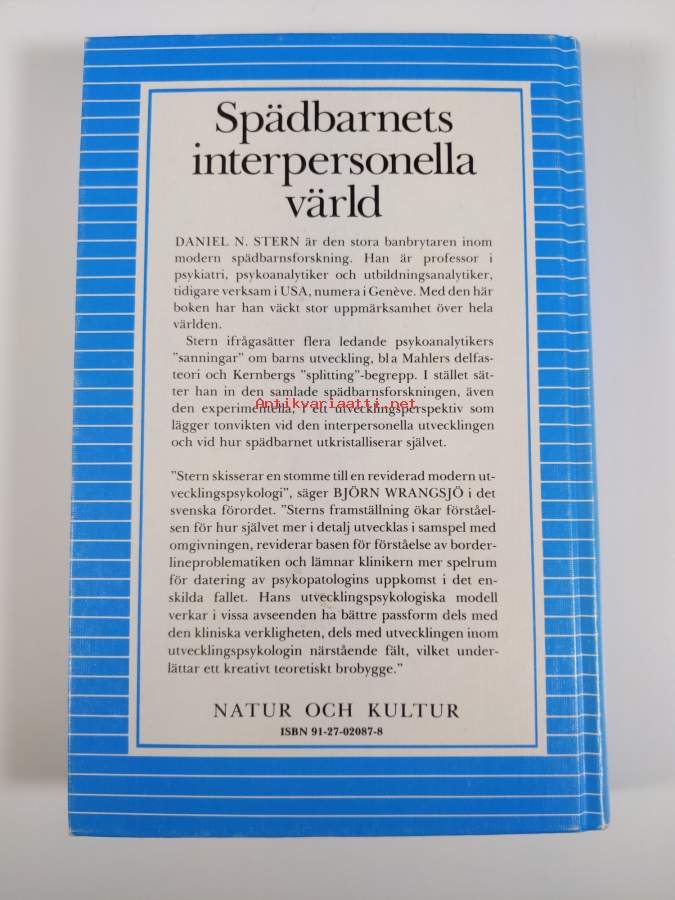 Spädbarnets
interpersonella
värld
DANIEL N. STERN är den stora banbrytaren inom
modern spädbarnsforskning. Han är professor i
psykiatri, psykoanalytiker och utbildningsanalytiker,
tidigare verksam i USA, numera i Genève. Med den här
boken har han väckt stor uppmärksamhet över hela
världen.
Stern ifrågasätter flera ledande psykoanalytikers
”sanningar” om barns utveckling, bl a Mahlers delfas-
teori och Kernbergs ”splitting”-begrepp. I stället sät-
ter han in den samlade spädbarnsforskningen, även
Antikvariaatti.net
den experimentella, i ett utvecklingsperspektiv som
lägger tonvikten vid den interpersonella utvecklingen
och vid hur spädbarnet utkristalliserar självet.
”Stern skisserar en stomme till en reviderad modern ut-
vecklingspsykologi”, säger BJÖRN WRANGSJÖ i det
svenska förordet. ”Sterns framställning ökar förståel-
sen för hur självet mer i detalj utvecklas i samspel med
omgivningen, reviderar basen för förståelse av border-
lineproblematiken och lämnar klinikern mer spelrum
för datering av psykopatologins uppkomst i det en-
skilda fallet. Hans utvecklingspsykologiska modell
verkar i vissa avseenden ha bättre passform dels med
den kliniska verkligheten, dels med utvecklingen inom
utvecklingspsykologin närstående fält, vilket under-
lättar ett kreativt teoretiskt brobygge.”
NATUR OCH KULTUR
ISBN 91-27-02087-8